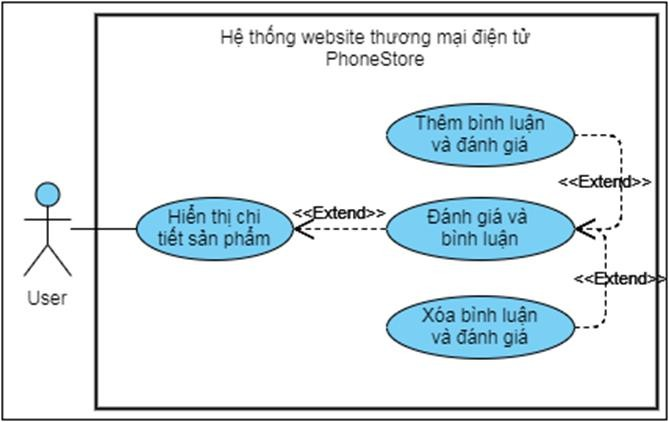 Hệ thống website thương mại điện tử
PhoneStore
Thêm bình luận
và đánh giá
<<Extend>>
<<Extend>>
Hiển thị chi
tiết sản phẩm
Đánh giá và
bình luận
<<Extend>>
User
Xóa bình luận
và đánh giá